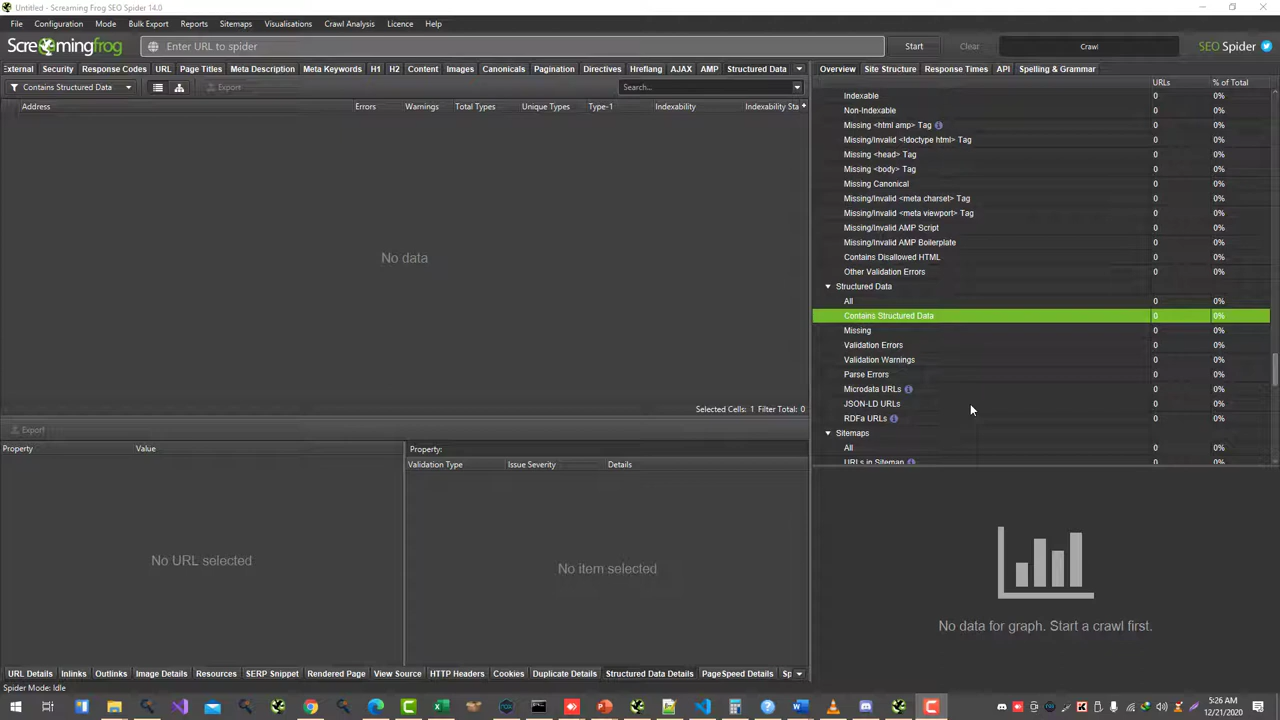 Untitled - Screaming Frog SEO Spider 14.0
File Configuration Mode Bulk Export Reports Sitemaps Visualisations Crawl Analysis Licence Help
Screamingfrog Enter URL to spider Start Clear Crawl SEO Spider
External Security Response Codes URL Page Titles Meta Description Meta Keywords H1 H2 Content Images Canonicals Pagination Directives Hreflang AJAX AMP Structured Data
Overview Site Structure Response Times API Spelling & Grammar
Contains Structured Data Export Search...
Address Errors Warnings Total Types Unique Types Type-1 Indexability Indexability Sta
No data
Selected Cells: 1 Filter Total: 0
Export
Property Value
No URL selected
Property:
Validation Type Issue Severity Details
No item selected
URLs % of Total
Indexable 0 0%
Non-Indexable 0 0%
Missing <html amp> Tag 0 0%
Missing/Invalid <!doctype html> Tag 0 0%
Missing <head> Tag 0 0%
Missing <body> Tag 0 0%
Missing Canonical 0 0%
Missing/Invalid <meta charset> Tag 0 0%
Missing/Invalid <meta viewport> Tag 0 0%
Missing/Invalid AMP Script 0 0%
Missing/Invalid AMP Boilerplate 0 0%
Contains Disallowed HTML 0 0%
Other Validation Errors 0 0%
Structured Data
All 0 0%
Contains Structured Data 0 0%
Missing 0 0%
Validation Errors 0 0%
Validation Warnings 0 0%
Parse Errors 0 0%
Microdata URLs 0 0%
JSON-LD URLs 0 0%
RDFa URLs 0 0%
Sitemaps
All 0 0%
URLs in Sitemap 0 0%
No data for graph. Start a crawl first.
URL Details Inlinks Outlinks Image Details Resources SERP Snippet Rendered Page View Source HTTP Headers Cookies Duplicate Details Structured Data Details PageSpeed Details Sp
Spider Mode: Idle
5:26 AM
12/21/2020